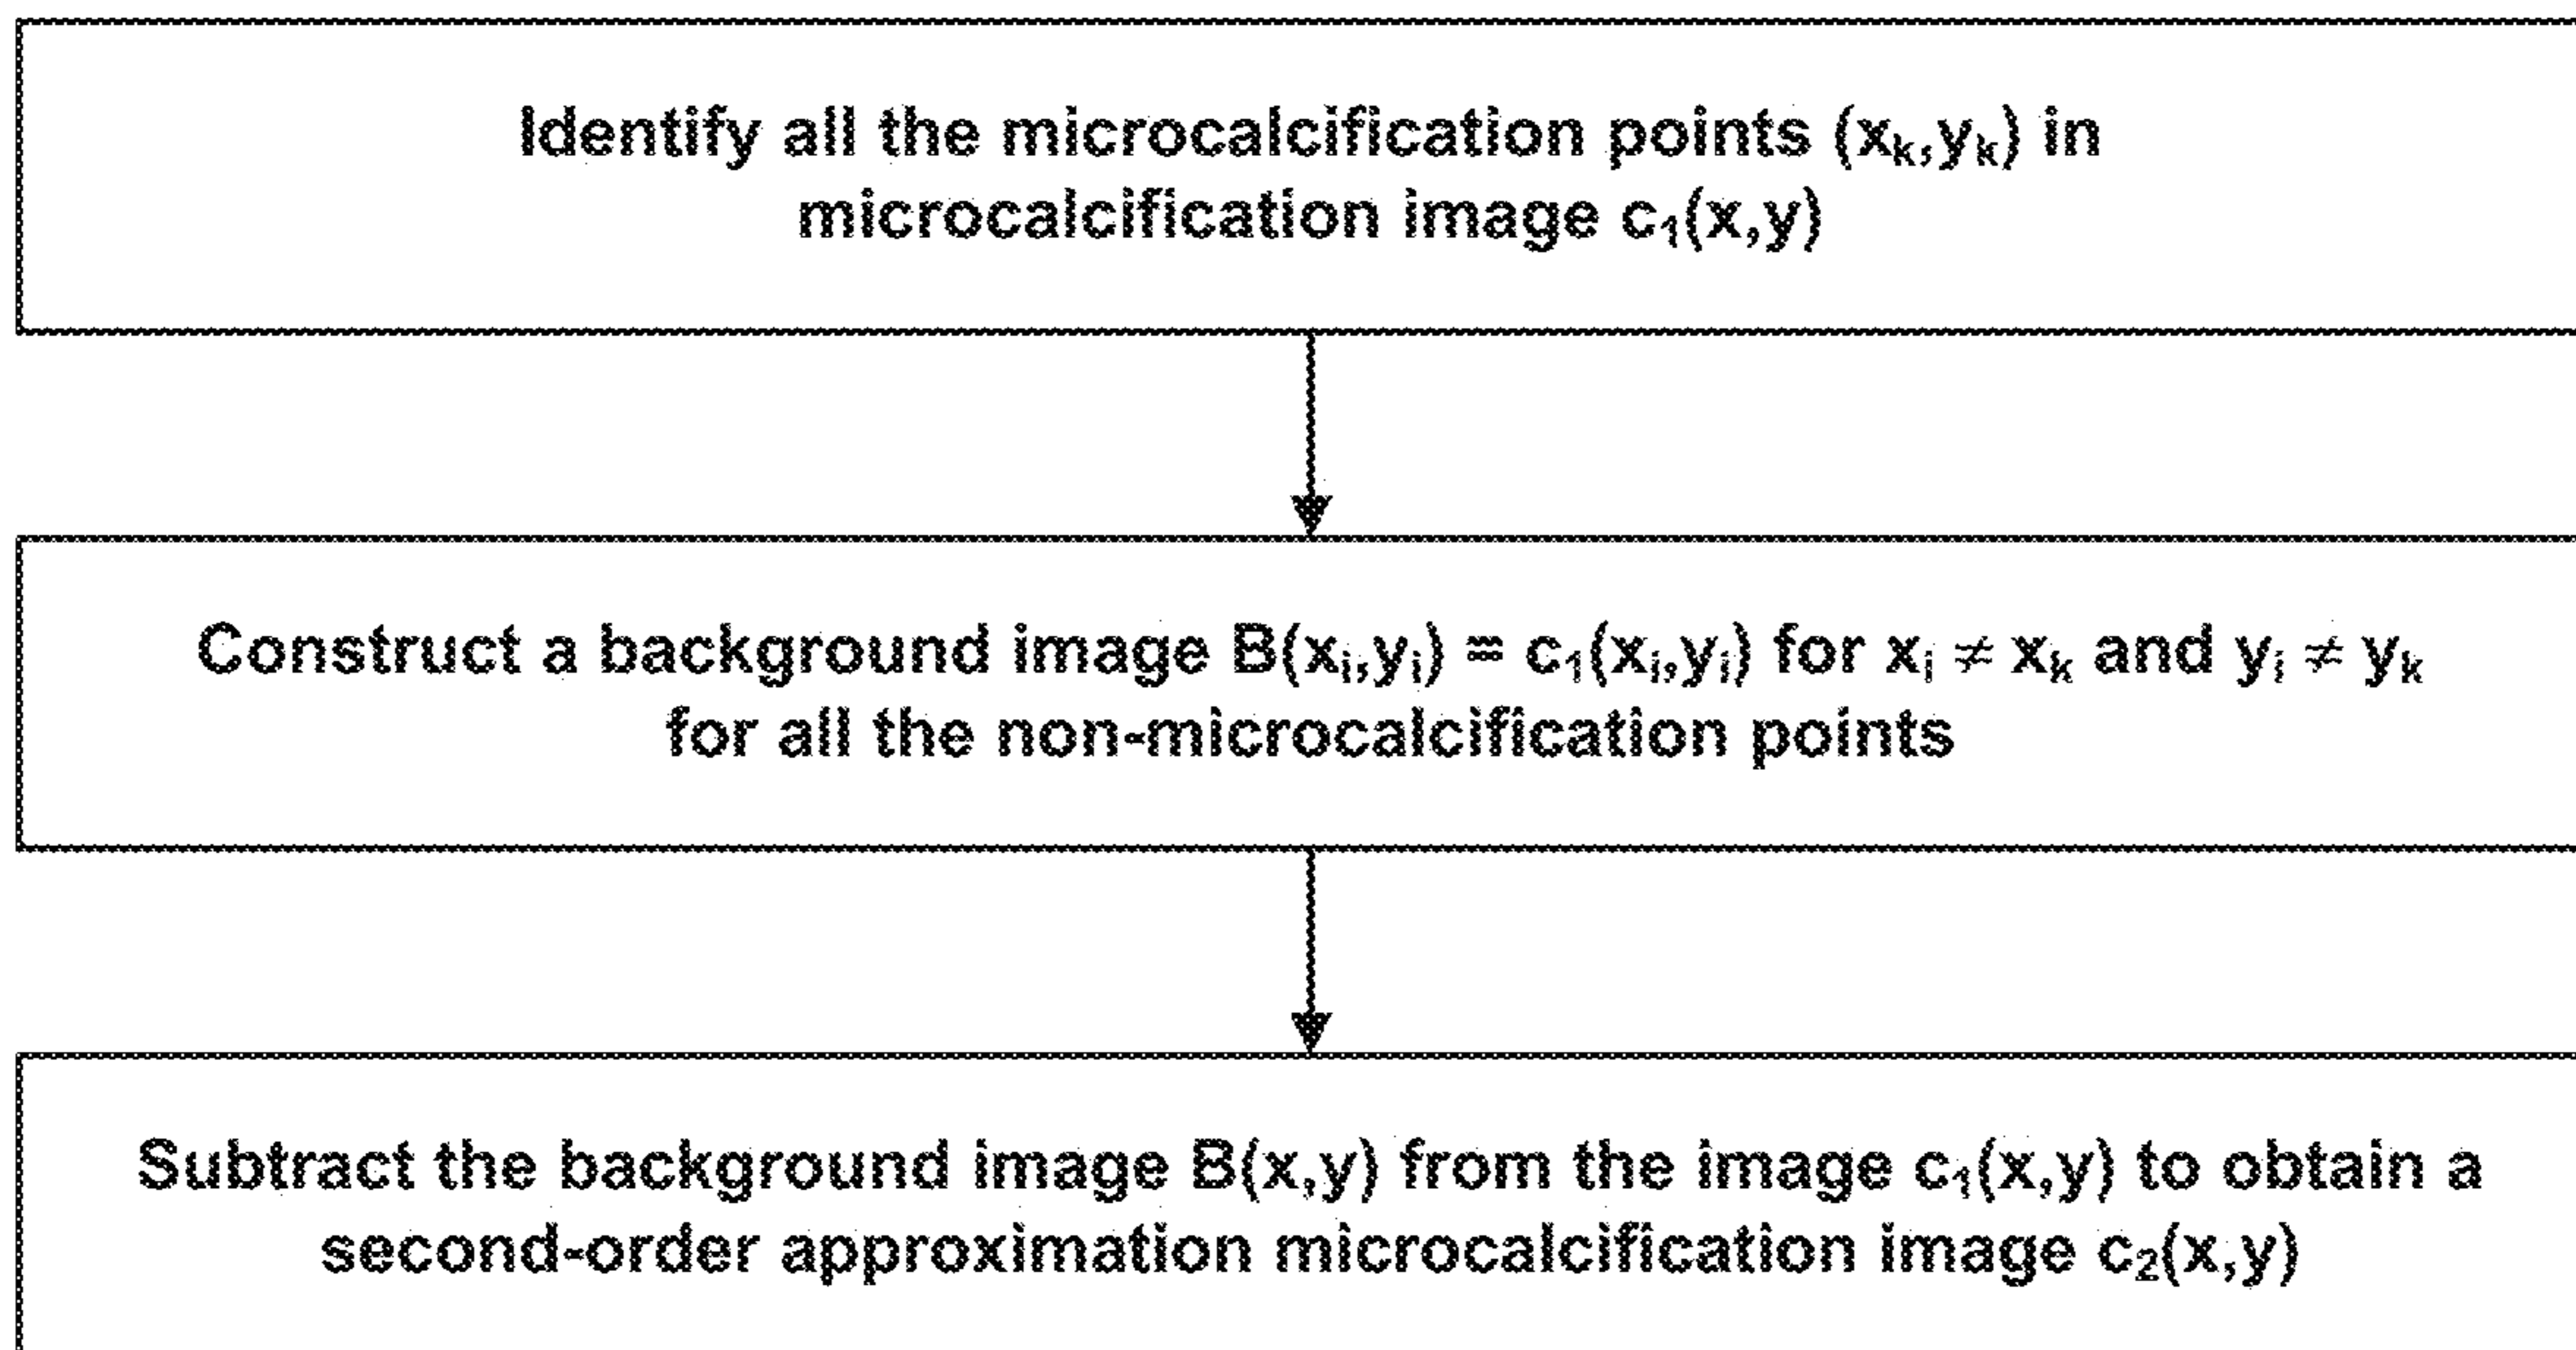 Identify all the microcalcification points (xₖ,yₖ) in
microcalcification image c₁(x,y)
Construct a background image B(xᵢ,yᵢ) = c₁(xᵢ,yᵢ) for xᵢ ≠ xₖ and yᵢ ≠ yₖ
for all the non-microcalcification points
Subtract the background image B(x,y) from the image c₁(x,y) to obtain a
second-order approximation microcalcification image c₂(x,y)